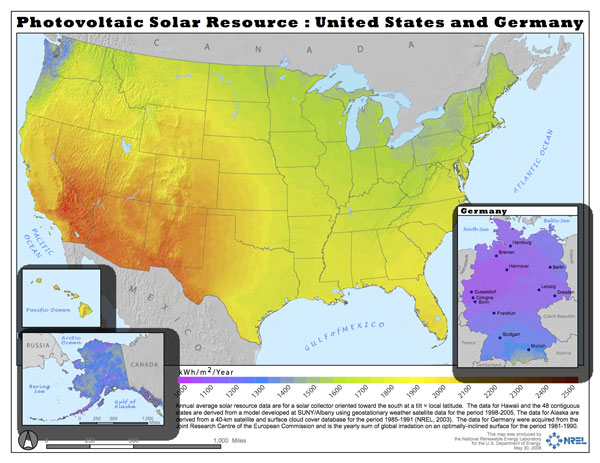 Photovoltaic Solar Resource : United States and Germany
CANADA
ATLANTIC OCEAN
PACIFIC OCEAN
MEXICO
GULF of MEXICO
Pacific Ocean
Arctic Ocean
RUSSIA
CANADA
Bering Sea
Gulf of Alaska
0 250 500 1,000 Miles
Germany
North Sea
Baltic Sea
Hamburg
Bremen
Hannover
Berlin
Dusseldorf
Cologne
Bonn
Leipzig
Dresden
Frankfurt
Czech Republic
Stuttgart
Munich
France
Austria
Switzerland
kWh/m2/Year
1000 1100 1200 1300 1400 1500 1600 1700 1800 1900 2000 2100 2200 2300 2400 2500
Annual average solar resource data are for a solar collector oriented toward the south at a tilt = local latitude. The data for Hawaii and the 48 contiguous
states are derived from a model developed at SUNY/Albany using geostationary weather satellite data for the period 1998-2005. The data for Alaska are
derived from a 40-km satellite and surface cloud cover database for the period 1985-1991 (NREL, 2003). The data for Germany were acquired from the
Joint Research Centre of the European Commission and is the yearly sum of global irradation on an optimally-inclined surface for the period 1981-1990.
1,000 Miles
This map was produced by
the National Renewable Energy Laboratory
for the U.S. Department of Energy.
May 30, 2008
NREL